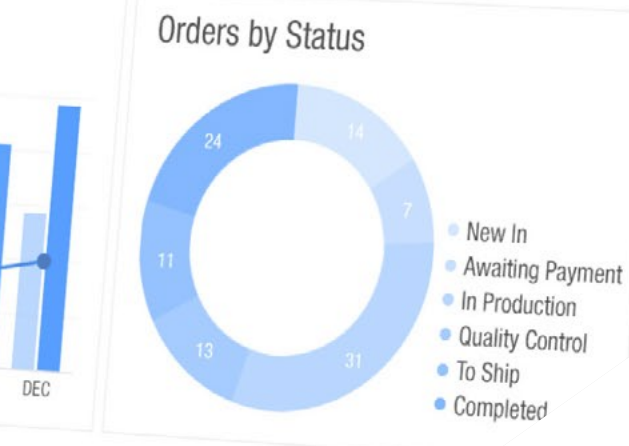 Orders by Status
24
14
7
11
13
31
New In
Awaiting Payment
In Production
Quality Control
To Ship
Completed
DEC